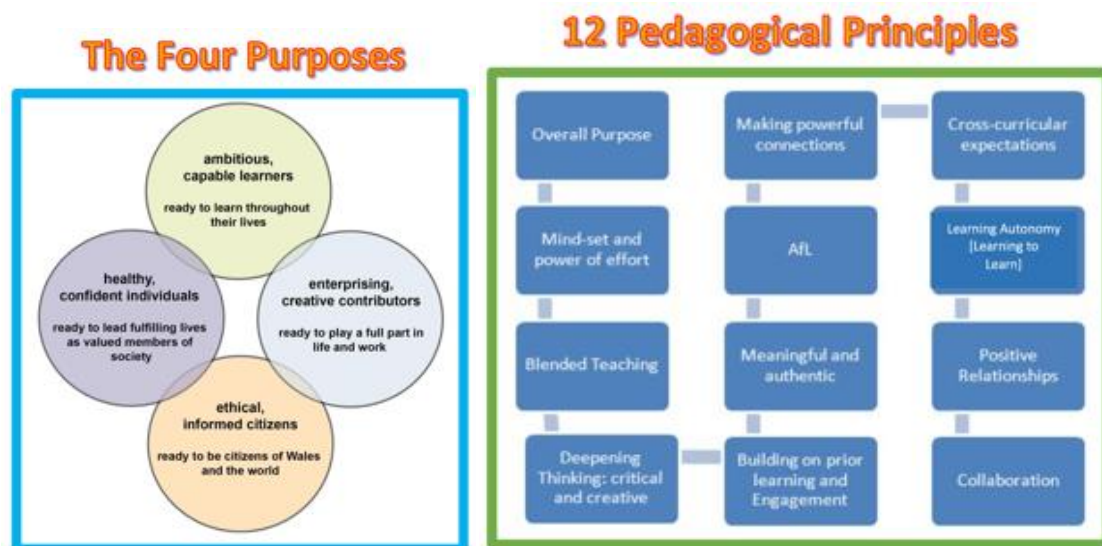 The Four Purposes
ambitious,
capable learners
ready to learn throughout
their lives
healthy,
confident individuals
ready to lead fulfilling lives
as valued members of
society
enterprising,
creative contributors
ready to play a full part in
life and work
ethical,
informed citizens
ready to be citizens of Wales
and the world
12 Pedagogical Principles
Overall Purpose
Mind-set and
power of effort
Blended Teaching
Deepening
Thinking: critical
and creative
Building on prior
learning and
Engagement
Meaningful and
authentic
AfL
Making powerful
connections
Cross-curricular
expectations
Learning Autonomy
[Learning to
Learn]
Positive
Relationships
Collaboration